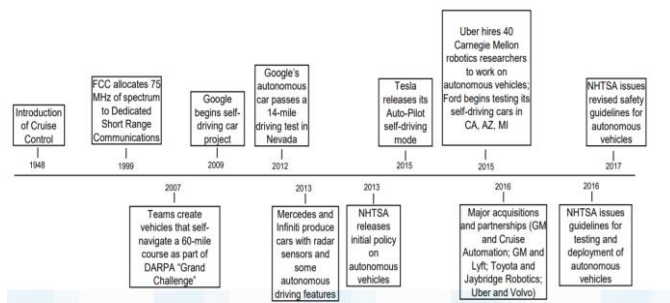 Introduction
of Cruise
Control
1948
FCC allocates 75
MHz of spectrum
to Dedicated
Short Range
Communications
1999
Google
begins self-
driving car
project
2009
Google's
autonomous
car passes a
14-mile
driving test in
Nevada
2012
Tesla
releases its
Auto-Pilot
self-driving
mode
2015
Uber hires 40
Carnegie Mellon
robotics researchers
to work on
autonomous vehicles;
Ford begins testing its
self-driving cars in
CA, AZ, MI
2015
NHTSA issues
revised safety
guidelines for
autonomous
vehicles
2017
2007
Teams create
vehicles that self-
navigate a 60-mile
course as part of
DARPA “Grand
Challenge”
2013
Mercedes and
Infiniti produce
cars with radar
sensors and
some
autonomous
driving features
2013
NHTSA
releases
initial policy
on
autonomous
vehicles
2016
Major acquisitions
and partnerships (GM
and Cruise
Automation; GM and
Lyft; Toyota and
Jaybridge Robotics;
Uber and Volvo)
2016
NHTSA issues
guidelines for
testing and
deployment of
autonomous
vehicles